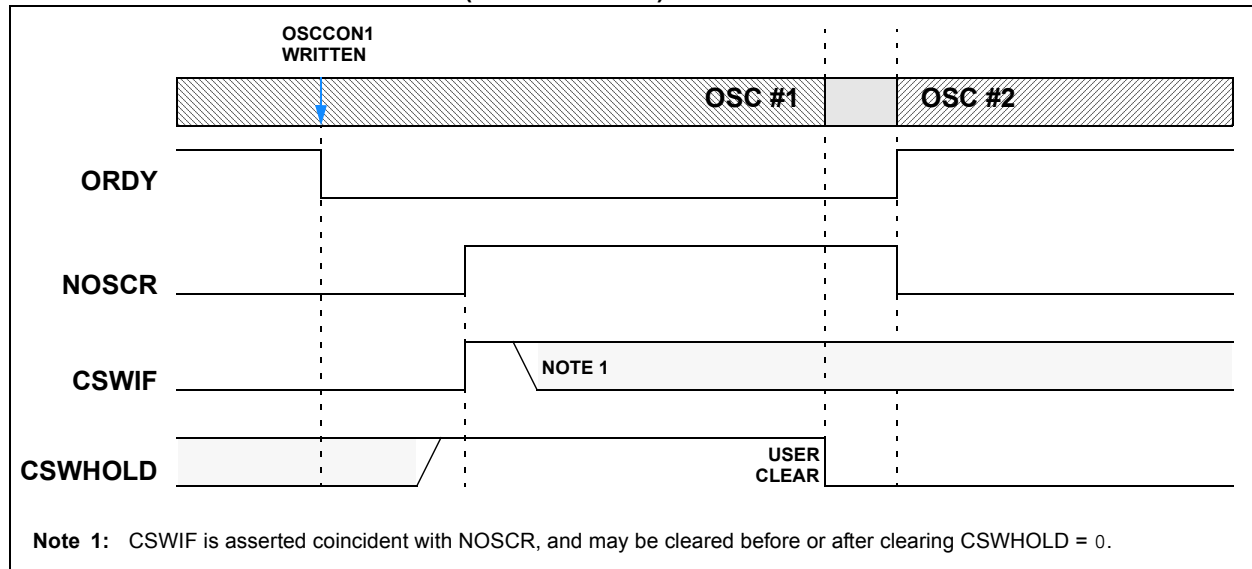 OSCCON1
WRITTEN
OSC #1
OSC #2
ORDY
NOSCR
CSWIF
NOTE 1
CSWHOLD
USER
CLEAR
Note 1: CSWIF is asserted coincident with NOSCR, and may be cleared before or after clearing CSWHOLD = 0.